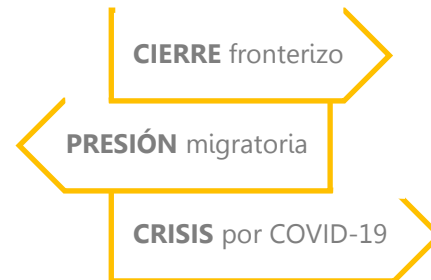 CIERRE fronterizo
PRESIÓN migratoria
CRISIS por COVID-19